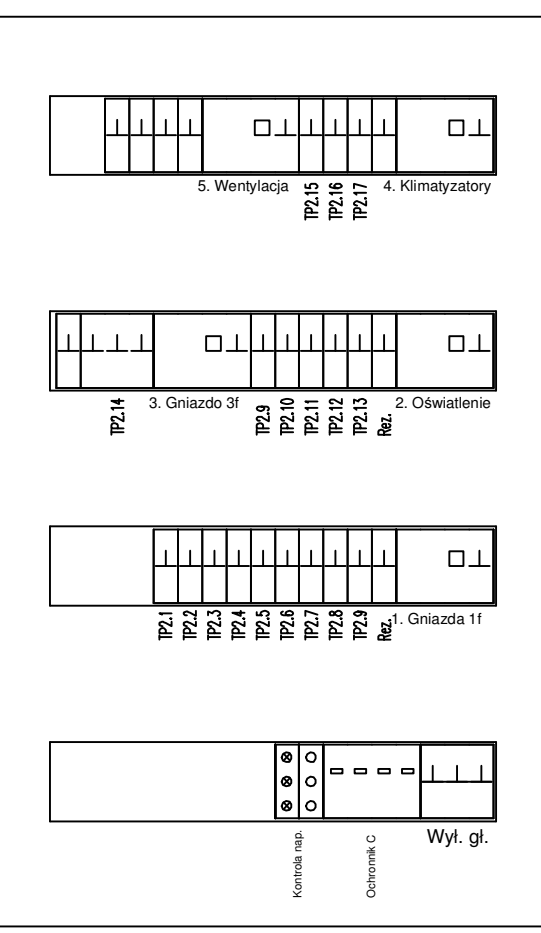 5. Wentylacja
TP2.15
TP2.16
TP2.17
4. Klimatyzatory
TP2.14
3. Gniazdo 3f
TP2.9
TP2.10
TP2.11
TP2.12
TP2.13
Rez.
2. Oświatlenie
TP2.1
TP2.2
TP2.3
TP2.4
TP2.5
TP2.6
TP2.7
TP2.8
TP2.9
Rez.
1. Gniazda 1f
Kontrola nap.
Ochronnik C
Wył. gł.